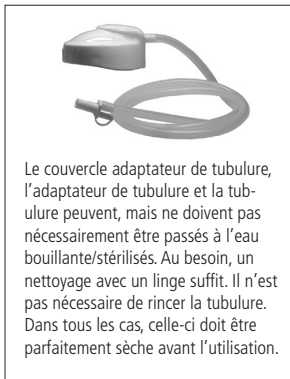 Le couvercle adaptateur de tubulure,
l'adaptateur de tubulure et la tub-
ulure peuvent, mais ne doivent pas
nécessairement être passés à l'eau
bouillante/stérilisés. Au besoin, un
nettoyage avec un linge suffit. Il n'est
pas nécessaire de rincer la tubulure.
Dans tous les cas, celle-ci doit être
parfaitement sèche avant l'utilisation.